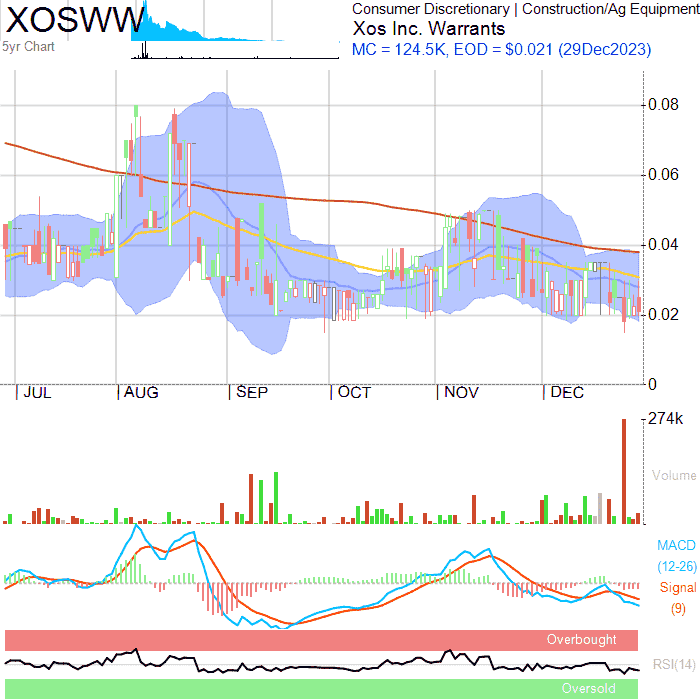 XOSWW
5yr Chart
Consumer Discretionary | Construction/Ag Equipment
Xos Inc. Warrants
MC = 124.5K, EOD = $0.021 (29Dec2023)
0.08
0.06
0.04
0.02
0
JUL AUG SEP OCT NOV DEC
274k
Volume
MACD
(12-26)
Signal
(9)
Overbought
RSI(14)
Oversold